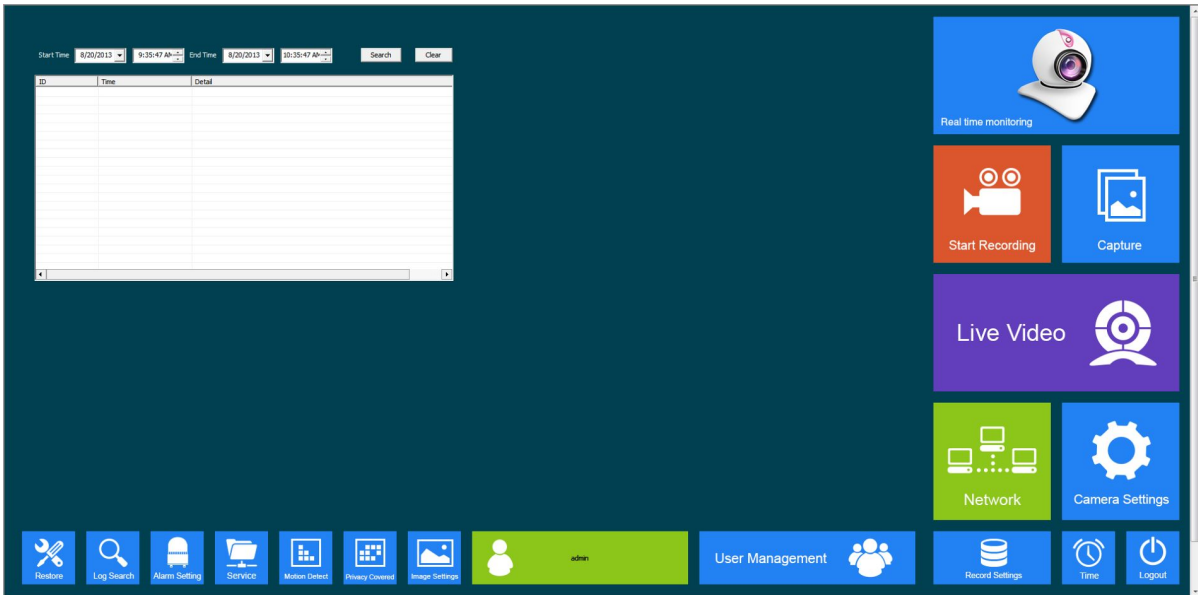 Start Time 8/20/2013 9:35:47 AM End Time 8/20/2013 10:35:47 AM Search Clear
ID Time Detail
Real time monitoring
Start Recording Capture
Live Video
Network Camera Settings
Restore Log Search Alarm Setting Service Motion Detect Privacy Covered Image Settings admin User Management Record Settings Time Logout